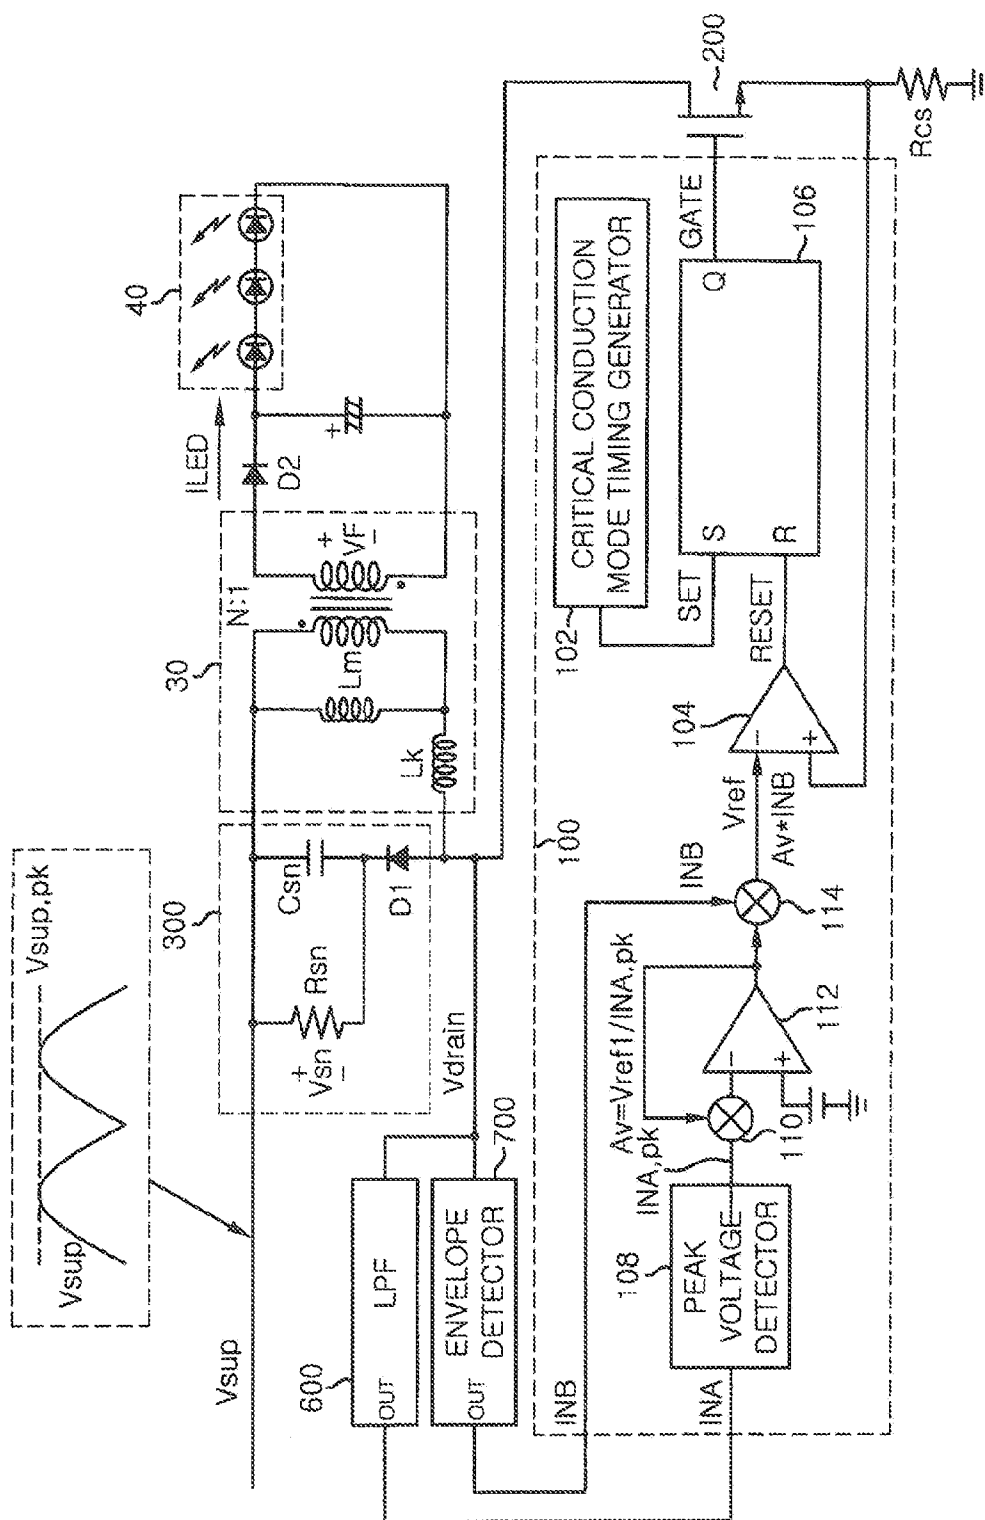 Vsup,pk
Vsup
Vsup
300
Csn
Rsn
+
Vsn
-
D1
30
N:1
Lm
Lk
+
VF
-
D2
ILED
40
+
600
LPF
OUT
Vdrain
700
ENVELOPE
DETECTOR
OUT
INB
INA
100
INB
Vref
Av*INB
114
Av=Vref1/INA,pk
INA,pk
108
PEAK
VOLTAGE
DETECTOR
110
-
+
112
104
-
+
RESET
SET
102
CRITICAL CONDUCTION
MODE TIMING GENERATOR
S
R
Q
106
GATE
200
Rcs